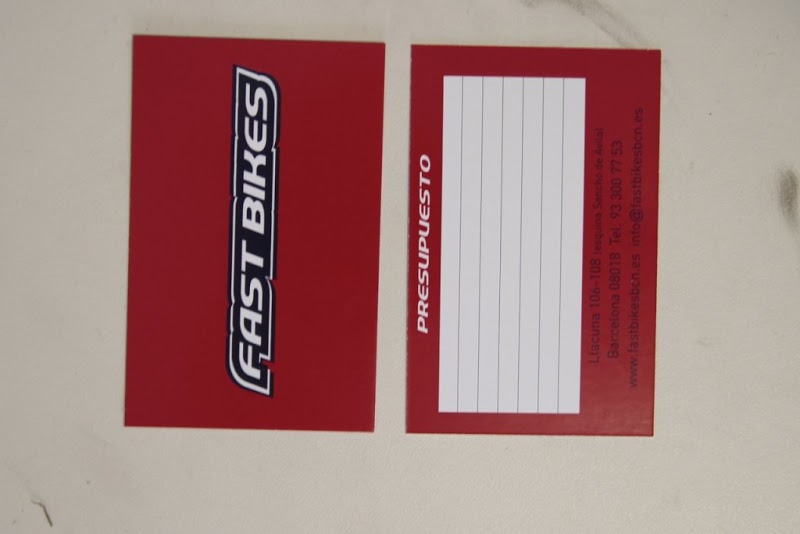 FAST BIKES
PRESUPUESTO
Llacuna 106-108 (esquina Sancho de Ávila)
Barcelona 08018 Tel. 93 300 77 53
www.fastbikesbcn.es info@fastbikesbcn.es